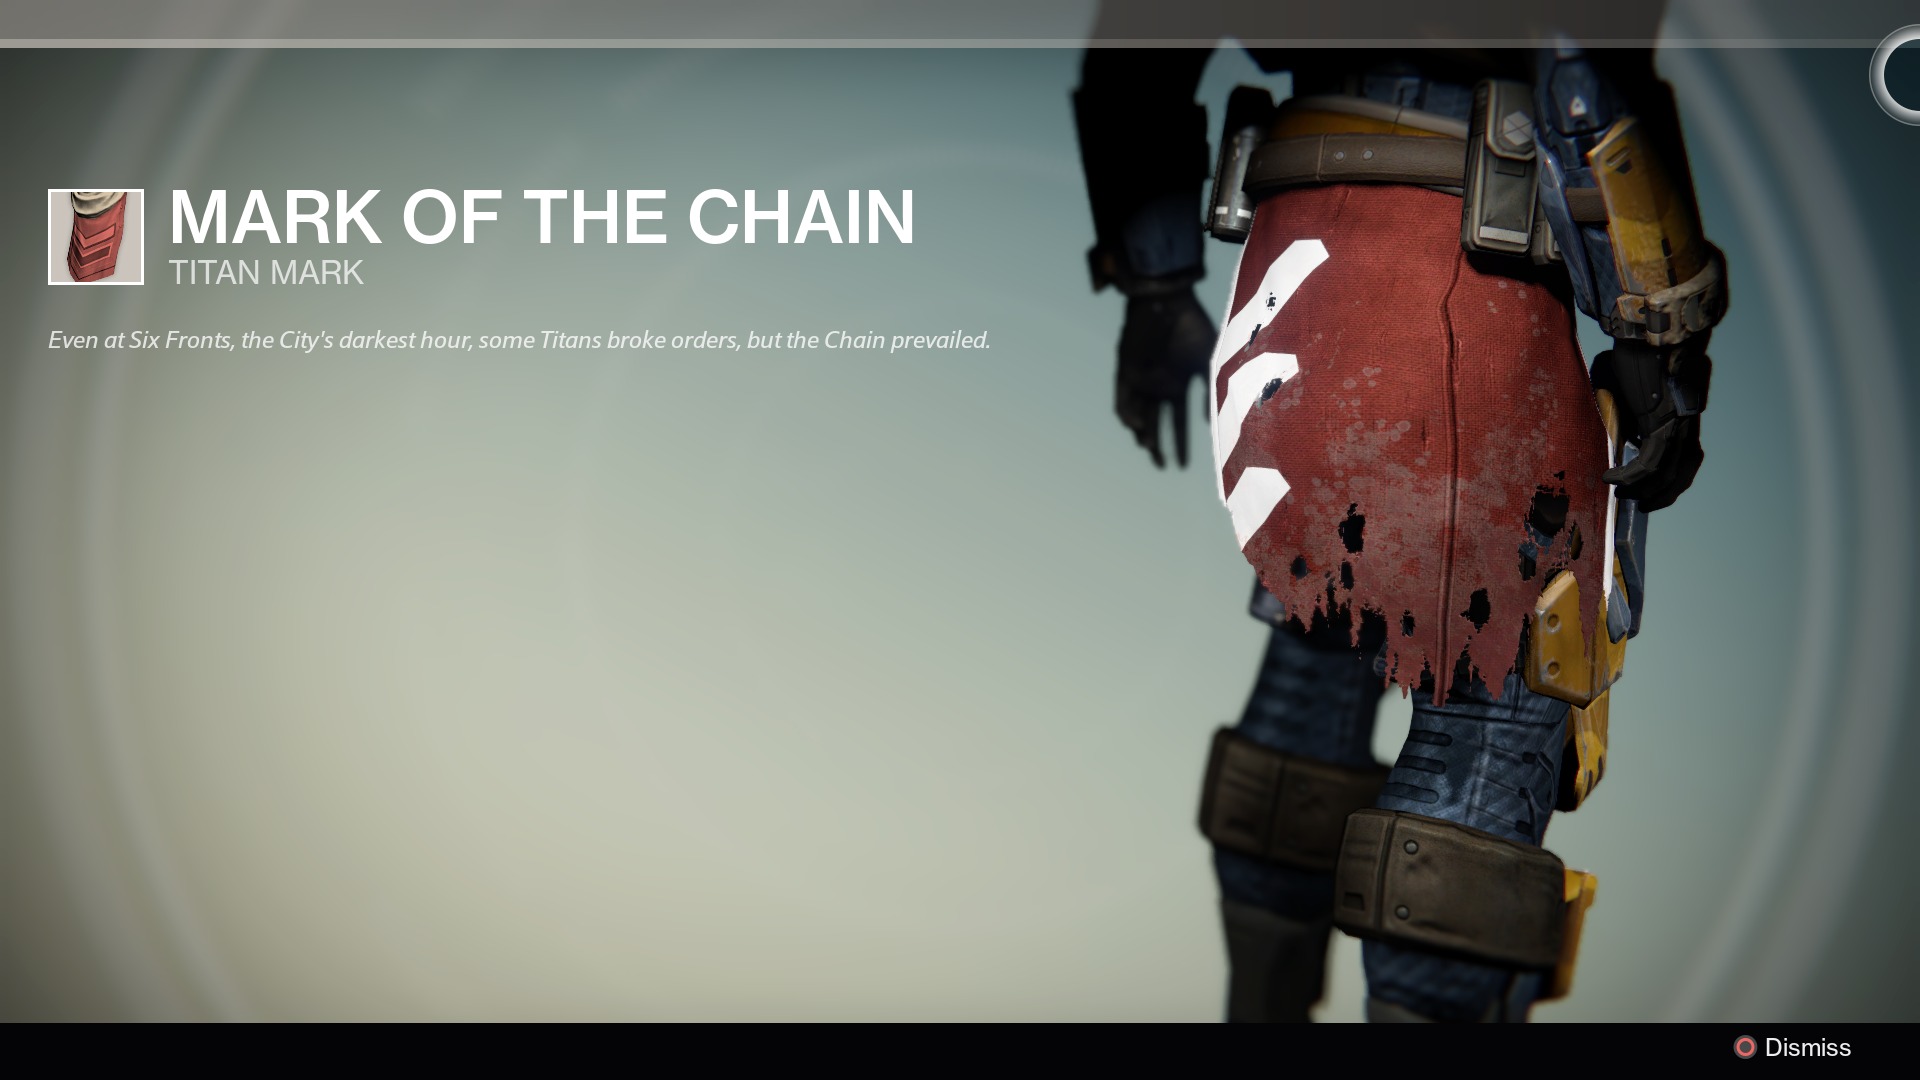 MARK OF THE CHAIN
TITAN MARK
Even at Six Fronts, the City's darkest hour, some Titans broke orders, but the Chain prevailed.
Dismiss